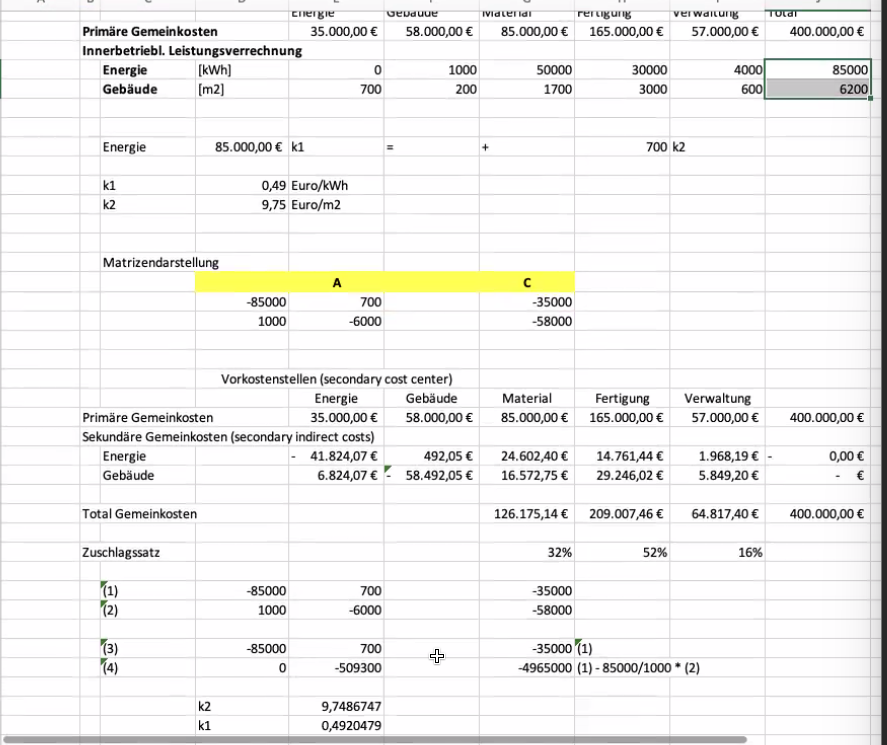 Energie Gebäude Material Fertigung Verwaltung Total
Primäre Gemeinkosten 35.000,00 € 58.000,00 € 85.000,00 € 165.000,00 € 57.000,00 € 400.000,00 €
Innerbetriebl. Leistungsverrechnung
Energie [kWh] 0 1000 50000 30000 4000 85000
Gebäude [m2] 700 200 1700 3000 600 6200
Energie 85.000,00 € k1 = + 700 k2
k1 0,49 Euro/kWh
k2 9,75 Euro/m2
Matrizendarstellung
A C
-85000 700 -35000
1000 -6000 -58000
Vorkostenstellen (secondary cost center)
Energie Gebäude Material Fertigung Verwaltung
Primäre Gemeinkosten 35.000,00 € 58.000,00 € 85.000,00 € 165.000,00 € 57.000,00 € 400.000,00 €
Sekundäre Gemeinkosten (secondary indirect costs)
Energie - 41.824,07 € 492,05 € 24.602,40 € 14.761,44 € 1.968,19 € - 0,00 €
Gebäude 6.824,07 € - 58.492,05 € 16.572,75 € 29.246,02 € 5.849,20 € - €
Total Gemeinkosten 126.175,14 € 209.007,46 € 64.817,40 € 400.000,00 €
Zuschlagssatz 32% 52% 16%
(1) -85000 700 -35000
(2) 1000 -6000 -58000
(3) -85000 700 -35000 (1)
(4) 0 -509300 -4965000 (1) - 85000/1000 * (2)
k2 9,7486747
k1 0,4920479